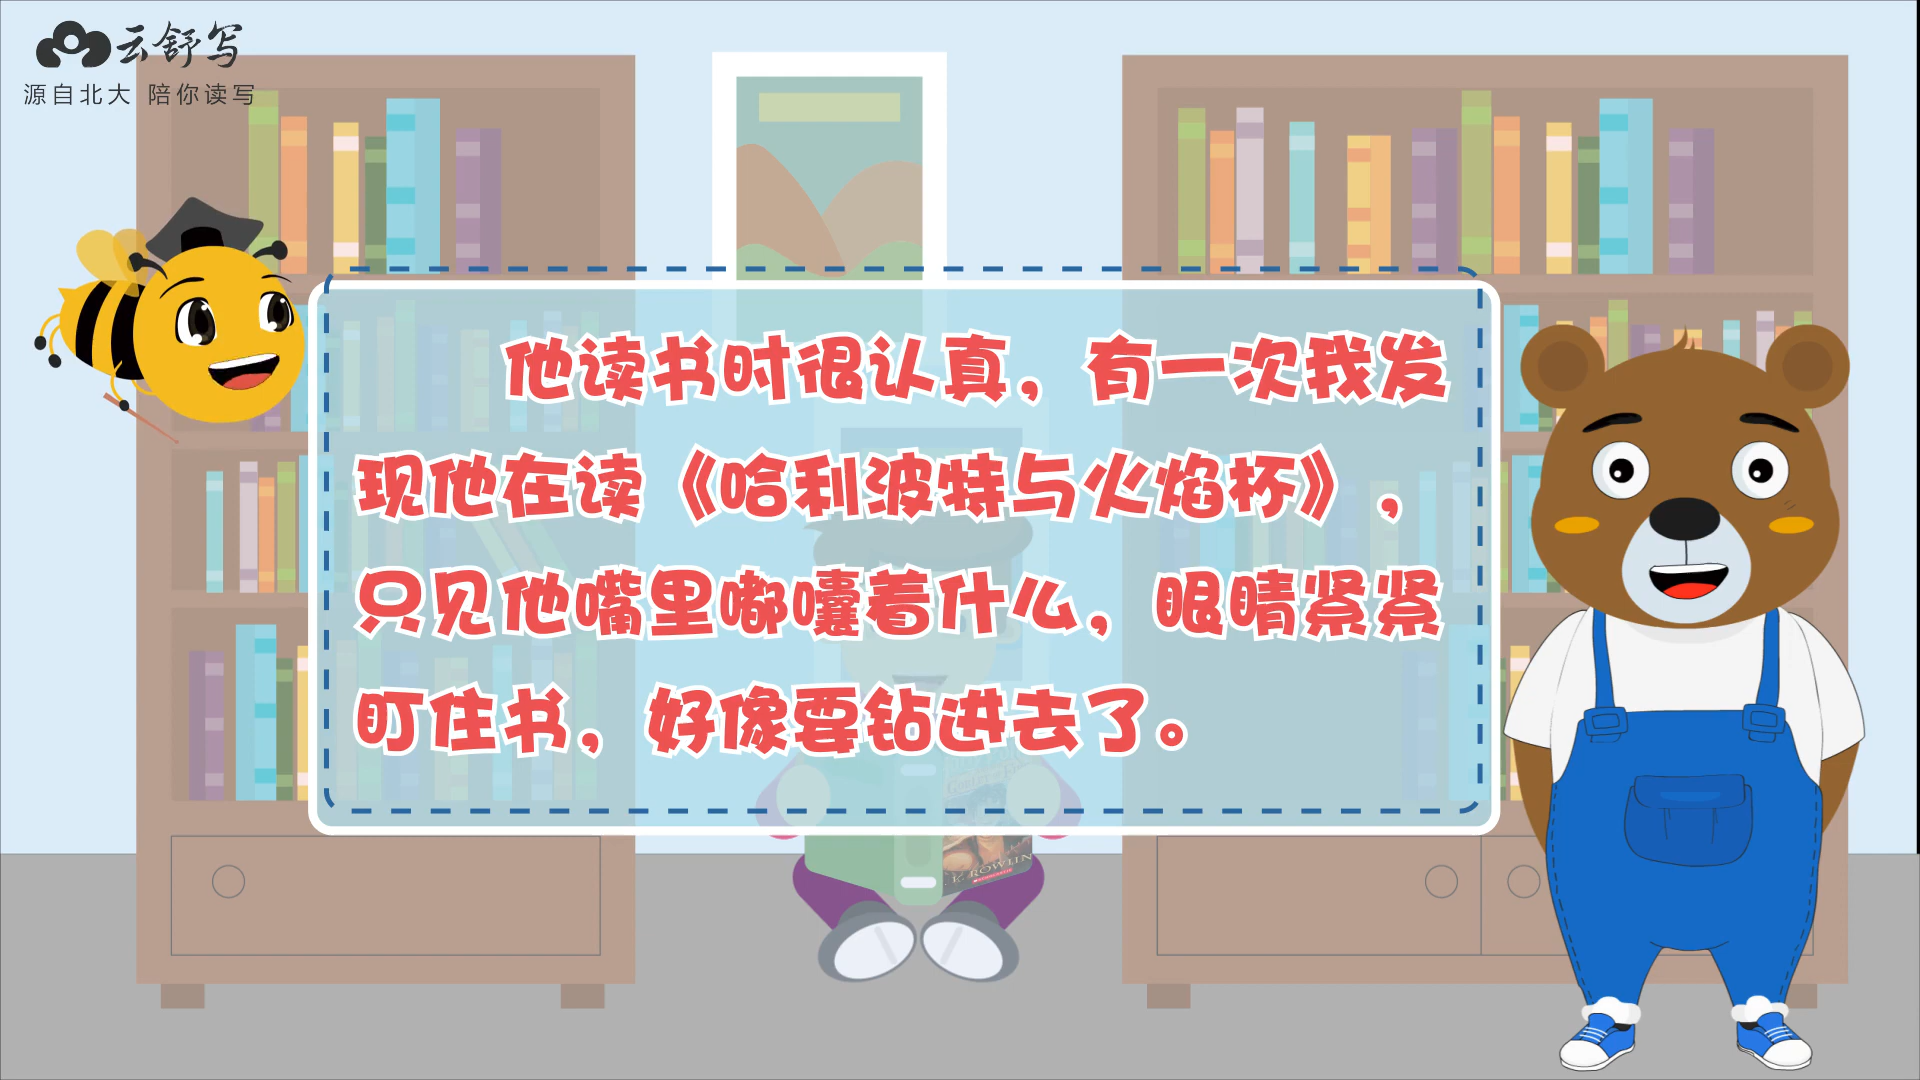 云舒写
源自北大 陪你读写
他读书时很认真，有一次我发
现他在读《哈利波特与火焰杯》，
只见他嘴里嘟囔着什么，眼睛紧紧
盯住书，好像要钻进去了。
K. ROWLIN